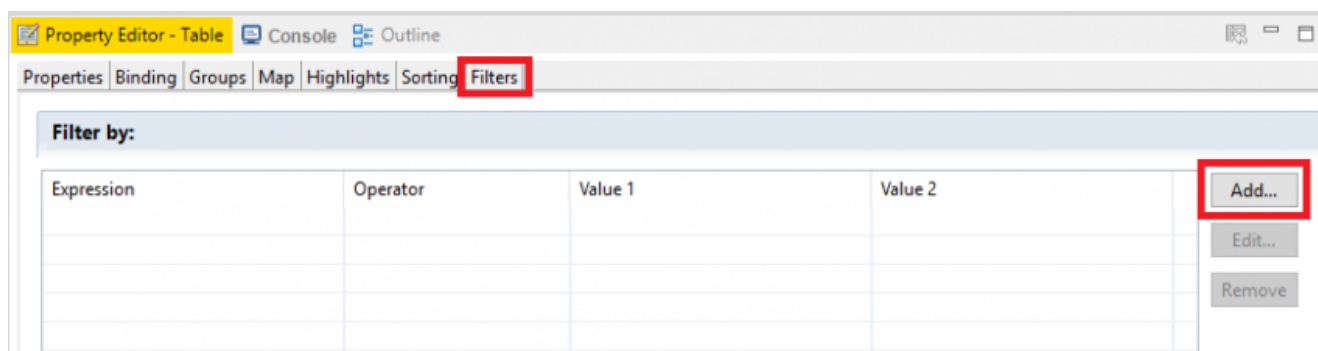 Property Editor - Table Console Outline
Properties Binding Groups Map Highlights Sorting Filters
Filter by:
Expression Operator Value 1 Value 2 Add...
Edit...
Remove